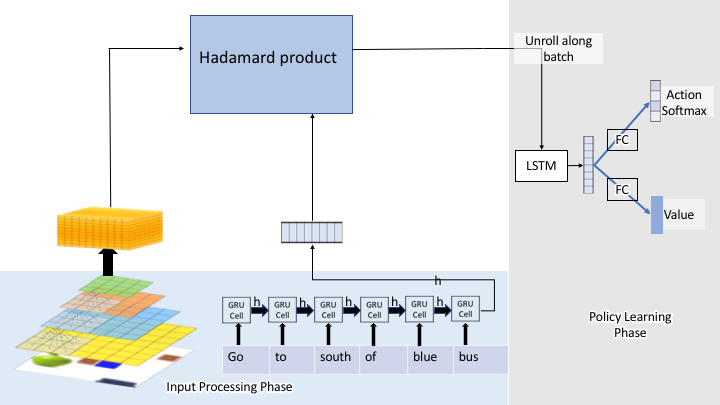 Hadamard product
Unroll along
batch
Action
Softmax
FC
LSTM
FC
Value
h
GRU
Cell
h
GRU
Cell
h
GRU
Cell
h
GRU
Cell
h
GRU
Cell
h
GRU
Cell
Go to south of blue bus
Input Processing Phase
Policy Learning
Phase